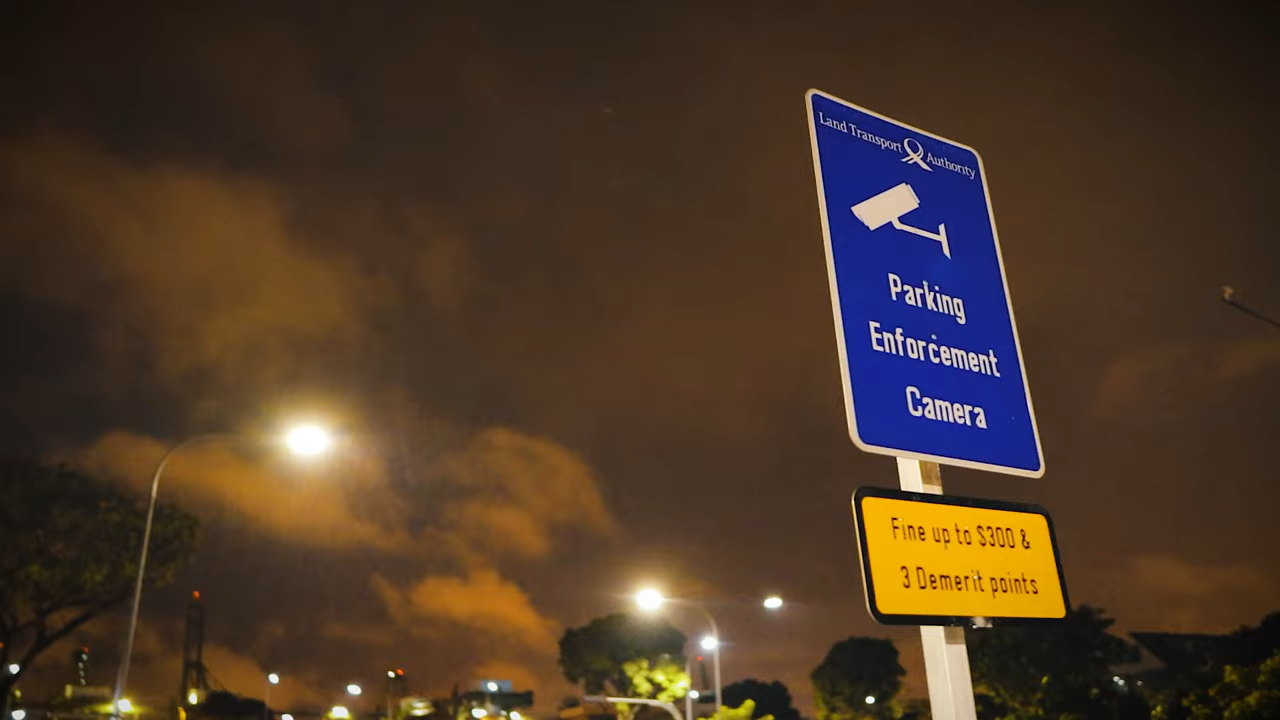 Land Transport Authority
Parking
Enforcement
Camera
Fine up to $300 &
3 Demerit points